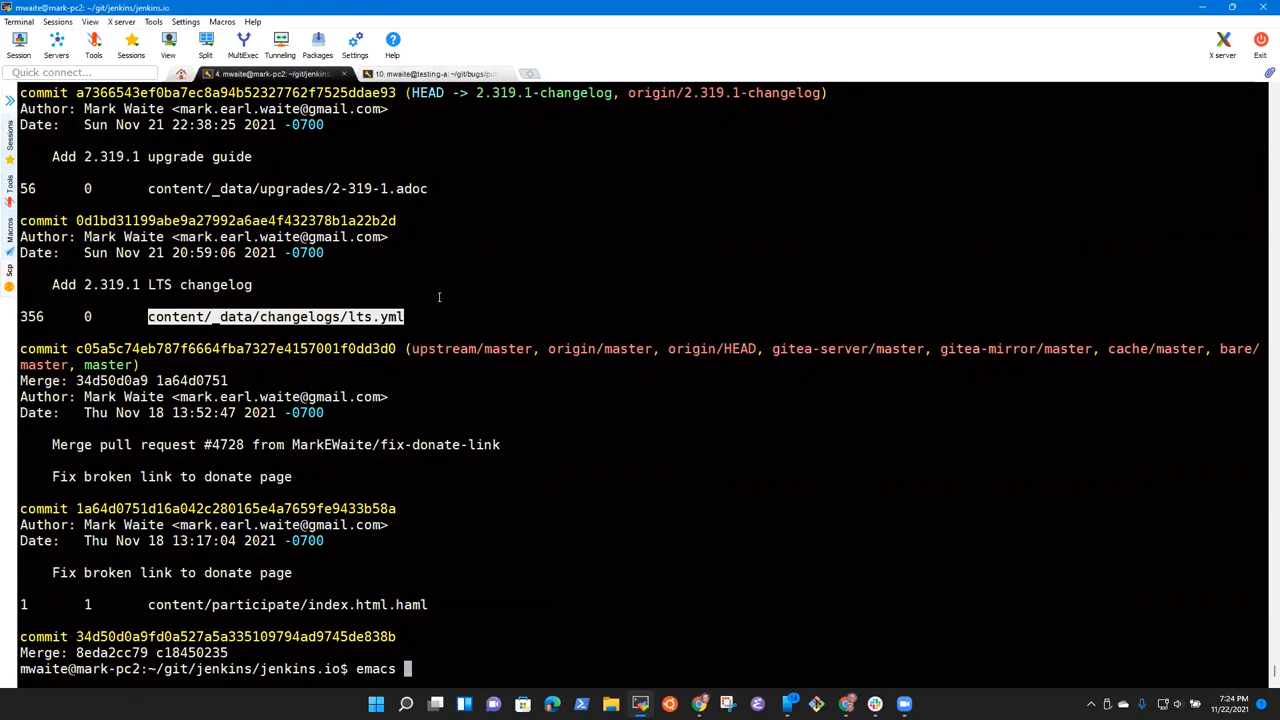 mwaite@mark-pc2: ~/git/jenkins/jenkins.io
Terminal Sessions View X server Tools Settings Macros Help
Session Servers Tools Sessions View Split MultiExec Tunneling Packages Settings Help X server Exit
Quick connect...
4. mwaite@mark-pc2: ~/git/jenkins
10. mwaite@testing-a: ~/git/bugs/pu
Sessions
Tools
Macros
Scp
commit a7366543ef0ba7ec8a94b52327762f7525ddae93 (HEAD -> 2.319.1-changelog, origin/2.319.1-changelog)
Author: Mark Waite <mark.earl.waite@gmail.com>
Date:   Sun Nov 21 22:38:25 2021 -0700
Add 2.319.1 upgrade guide
56      0       content/_data/upgrades/2-319-1.adoc
commit 0d1bd31199abe9a27992a6ae4f432378b1a22b2d
Author: Mark Waite <mark.earl.waite@gmail.com>
Date:   Sun Nov 21 20:59:06 2021 -0700
Add 2.319.1 LTS changelog
356     0       content/_data/changelogs/lts.yml
commit c05a5c74eb787f6664fba7327e4157001f0dd3d0 (upstream/master, origin/master, origin/HEAD, gitea-server/master, gitea-mirror/master, cache/master, bare/
master, master)
Merge: 34d50d0a9 1a64d0751
Author: Mark Waite <mark.earl.waite@gmail.com>
Date:   Thu Nov 18 13:52:47 2021 -0700
Merge pull request #4728 from MarkEWaite/fix-donate-link
Fix broken link to donate page
commit 1a64d0751d16a042c280165e4a7659fe9433b58a
Author: Mark Waite <mark.earl.waite@gmail.com>
Date:   Thu Nov 18 13:17:04 2021 -0700
Fix broken link to donate page
1       1       content/participate/index.html.haml
commit 34d50d0a9fd0a527a5a335109794ad9745de838b
Merge: 8eda2cc79 c18450235
mwaite@mark-pc2:~/git/jenkins/jenkins.io$ emacs
14
7:24 PM
11/22/2021